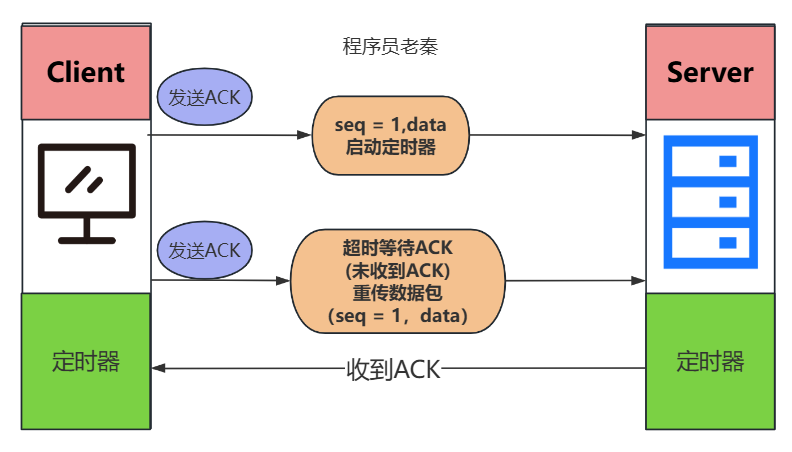 程序员老秦
Client
Server
发送ACK
seq = 1,data
启动定时器
发送ACK
超时等待ACK
(未收到ACK)
重传数据包
（seq = 1，data）
定时器
定时器
收到ACK